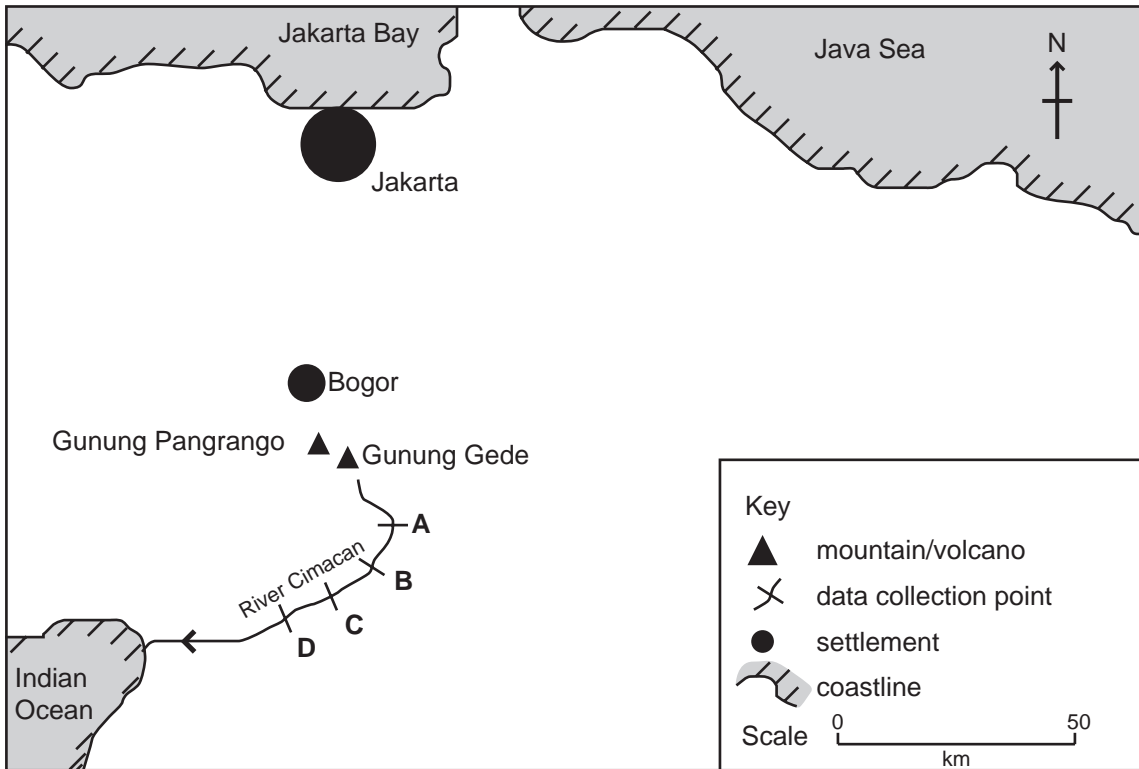 Jakarta Bay
Java Sea
N
Jakarta
Bogor
Gunung Pangrango
Gunung Gede
A
River Cimacan
B
C
D
Indian
Ocean
Key
mountain/volcano
data collection point
settlement
coastline
Scale
0
50
km